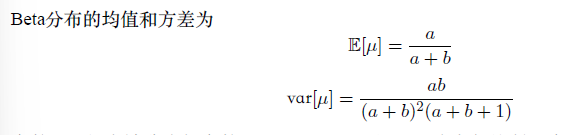 Beta分布的均值和方差为
𝔼[μ] = a / (a + b)
var[μ] = ab / ((a + b)²(a + b + 1))